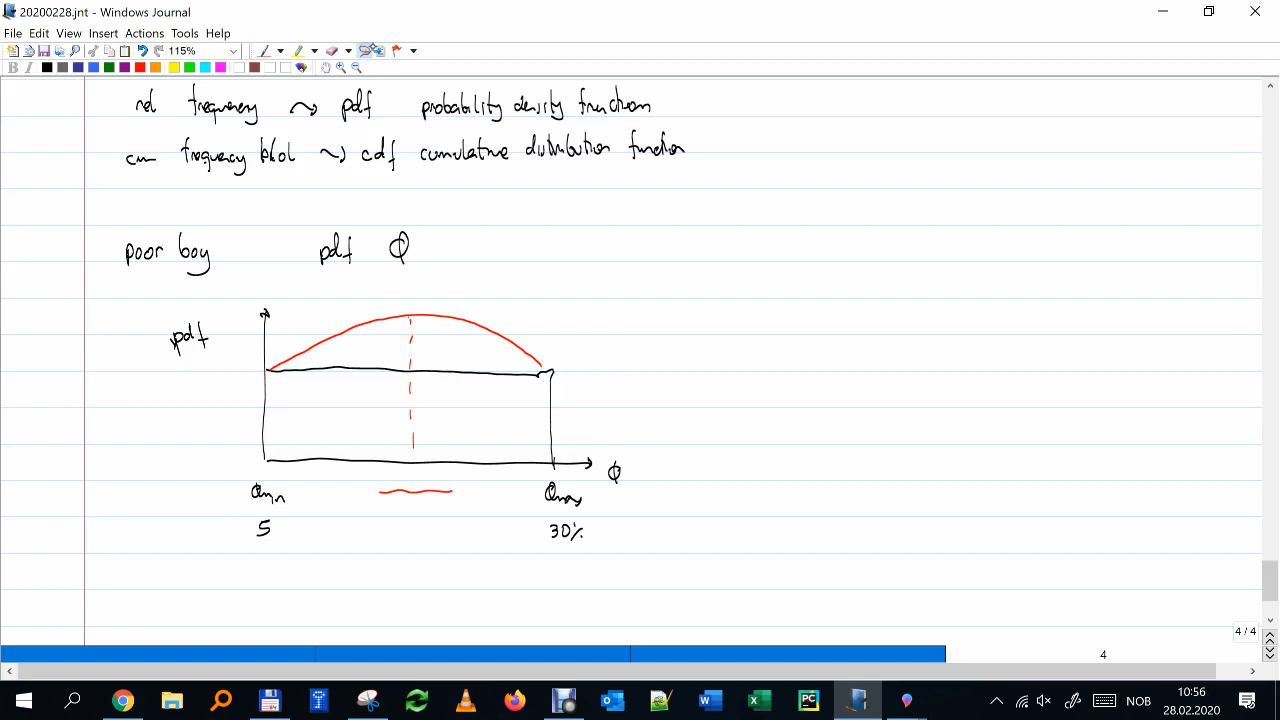 20200228.jnt - Windows Journal
File Edit View Insert Actions Tools Help
115%
B I
rel frequency ~> pdf probability density function
cum frequency plot ~> cdf cumulative distribution function
poor boy pdf Φ
pdf
Φ
Φmin Φmax
5 30%
4 / 4
4
NOB
10:56
28.02.2020